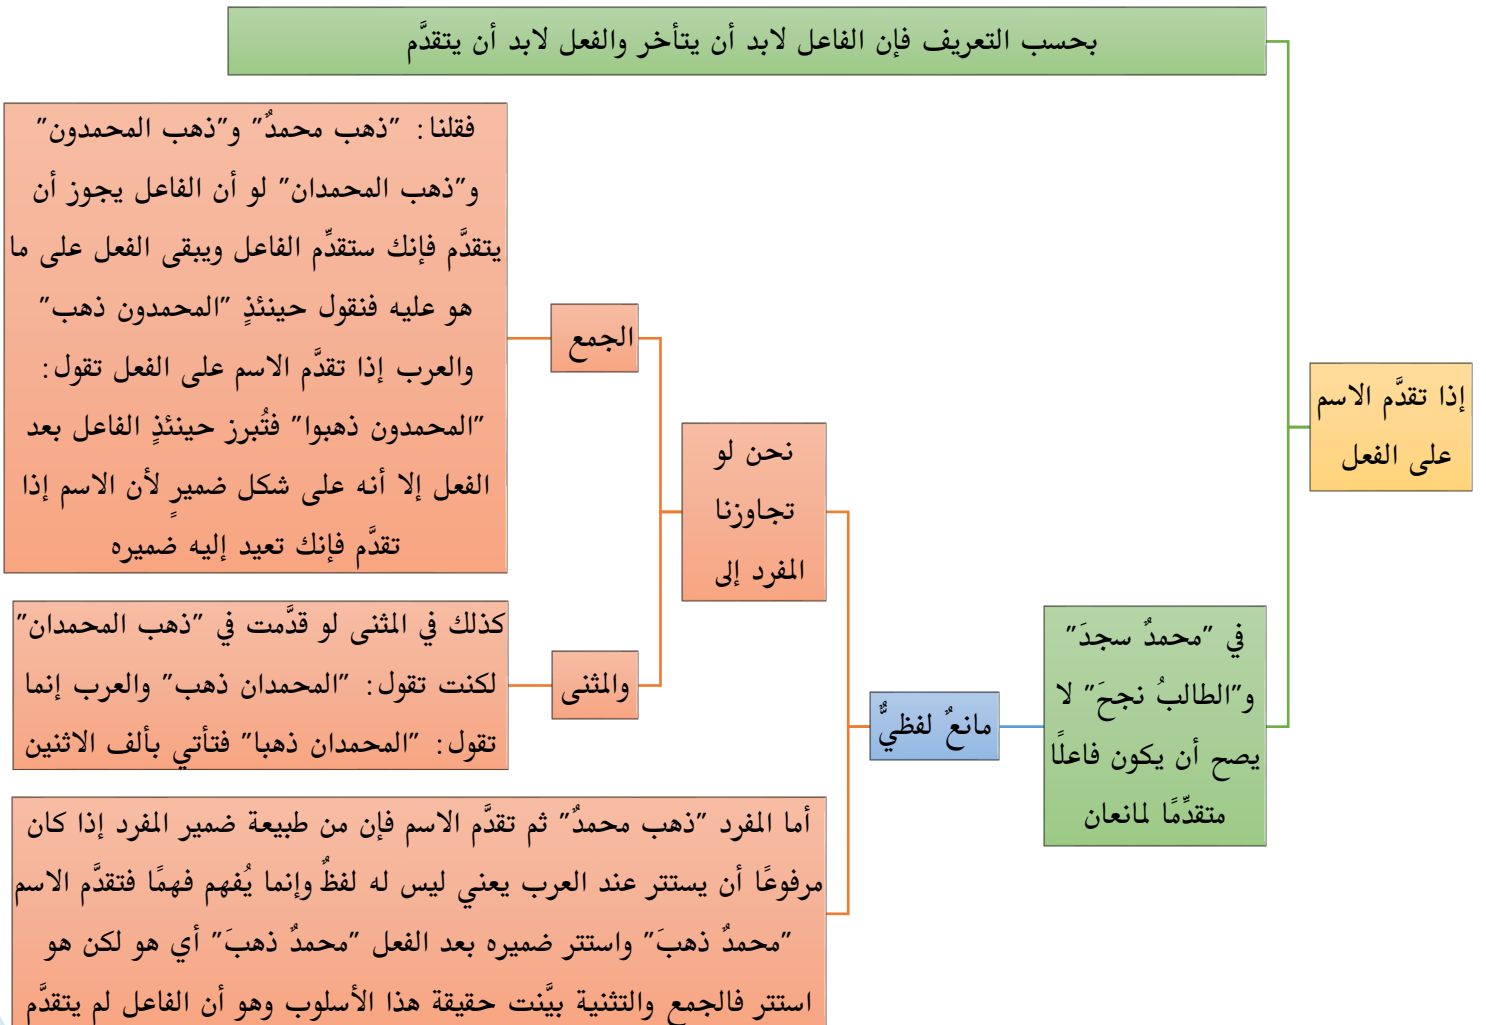 إذا تقدَّم الاسم
على الفعل
بحسب التعريف فإن الفاعل لابد أن يتأخر والفعل لابد أن يتقدَّم
في "محمدٌ سجدَ"
و"الطالبُ نجحَ" لا
يصح أن يكون فاعلًا
متقدِّمًا لمانعان
مانعٌ لفظيٌّ
نحن لو
تجاوزنا
المفرد إلى
الجمع
فقلنا: "ذهب محمدٌ" و"ذهب المحمدون"
و"ذهب المحمدان" لو أن الفاعل يجوز أن
يتقدَّم فإنك ستقدِّم الفاعل ويبقى الفعل على ما
هو عليه فنقول حينئذٍ "المحمدون ذهب"
والعرب إذا تقدَّم الاسم على الفعل تقول:
"المحمدون ذهبوا" فتُبرز حينئذٍ الفاعل بعد
الفعل إلا أنه على شكل ضميرٍ لأن الاسم إذا
تقدَّم فإنك تعيد إليه ضميره
والمثنى
كذلك في المثنى لو قدَّمت في "ذهب المحمدان"
لكنت تقول: "المحمدان ذهب" والعرب إنما
تقول: "المحمدان ذهبا" فتأتي بألف الاثنين
أما المفرد "ذهب محمدٌ" ثم تقدَّم الاسم فإن من طبيعة ضمير المفرد إذا كان
مرفوعًا أن يستتر عند العرب يعني ليس له لفظٌ وإنما يُفهم فهمًا فتقدَّم الاسم
"محمدٌ ذهبَ" واستتر ضميره بعد الفعل "محمدٌ ذهبَ" أي هو لكن هو
استتر فالجمع والتثنية بيَّنت حقيقة هذا الأسلوب وهو أن الفاعل لم يتقدَّم